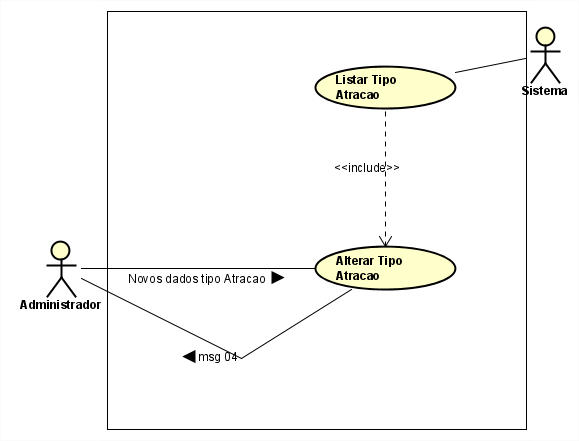 Listar Tipo
Atracao
Sistema
<<include>>
Alterar Tipo
Atracao
Novos dados tipo Atracao
Administrador
msg 04